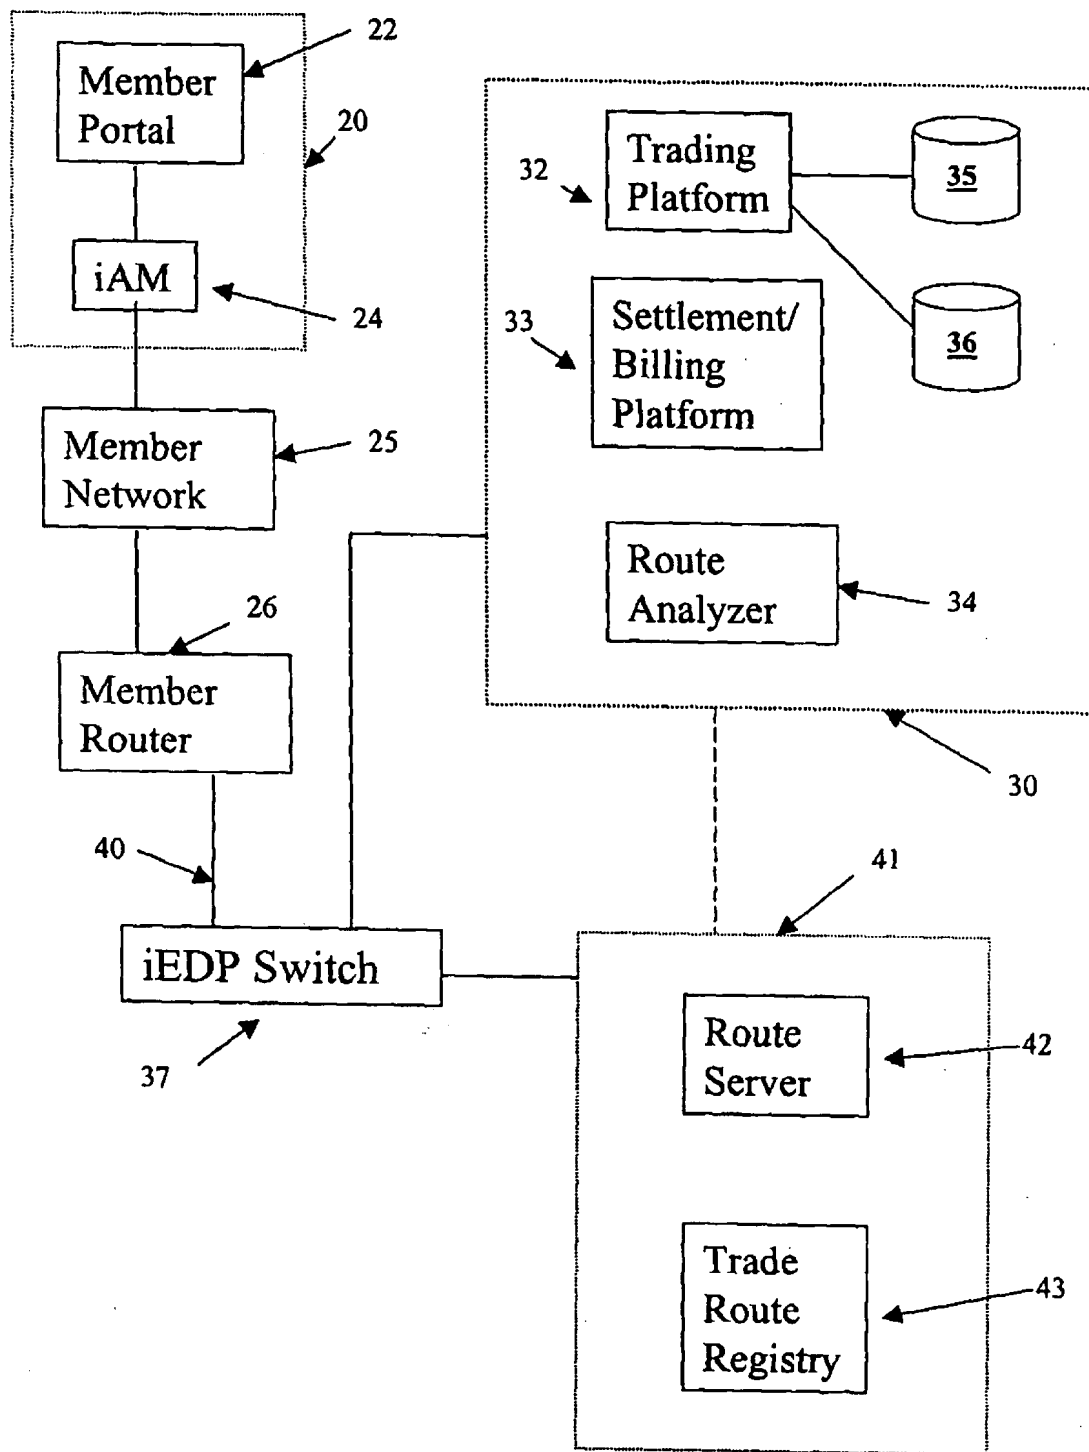 22
Member
Portal
20
iAM
24
Member
Network
25
26
Member
Router
40
iEDP Switch
37
32
Trading
Platform
35
36
33
Settlement/
Billing
Platform
Route
Analyzer
34
30
41
Route
Server
42
Trade
Route
Registry
43